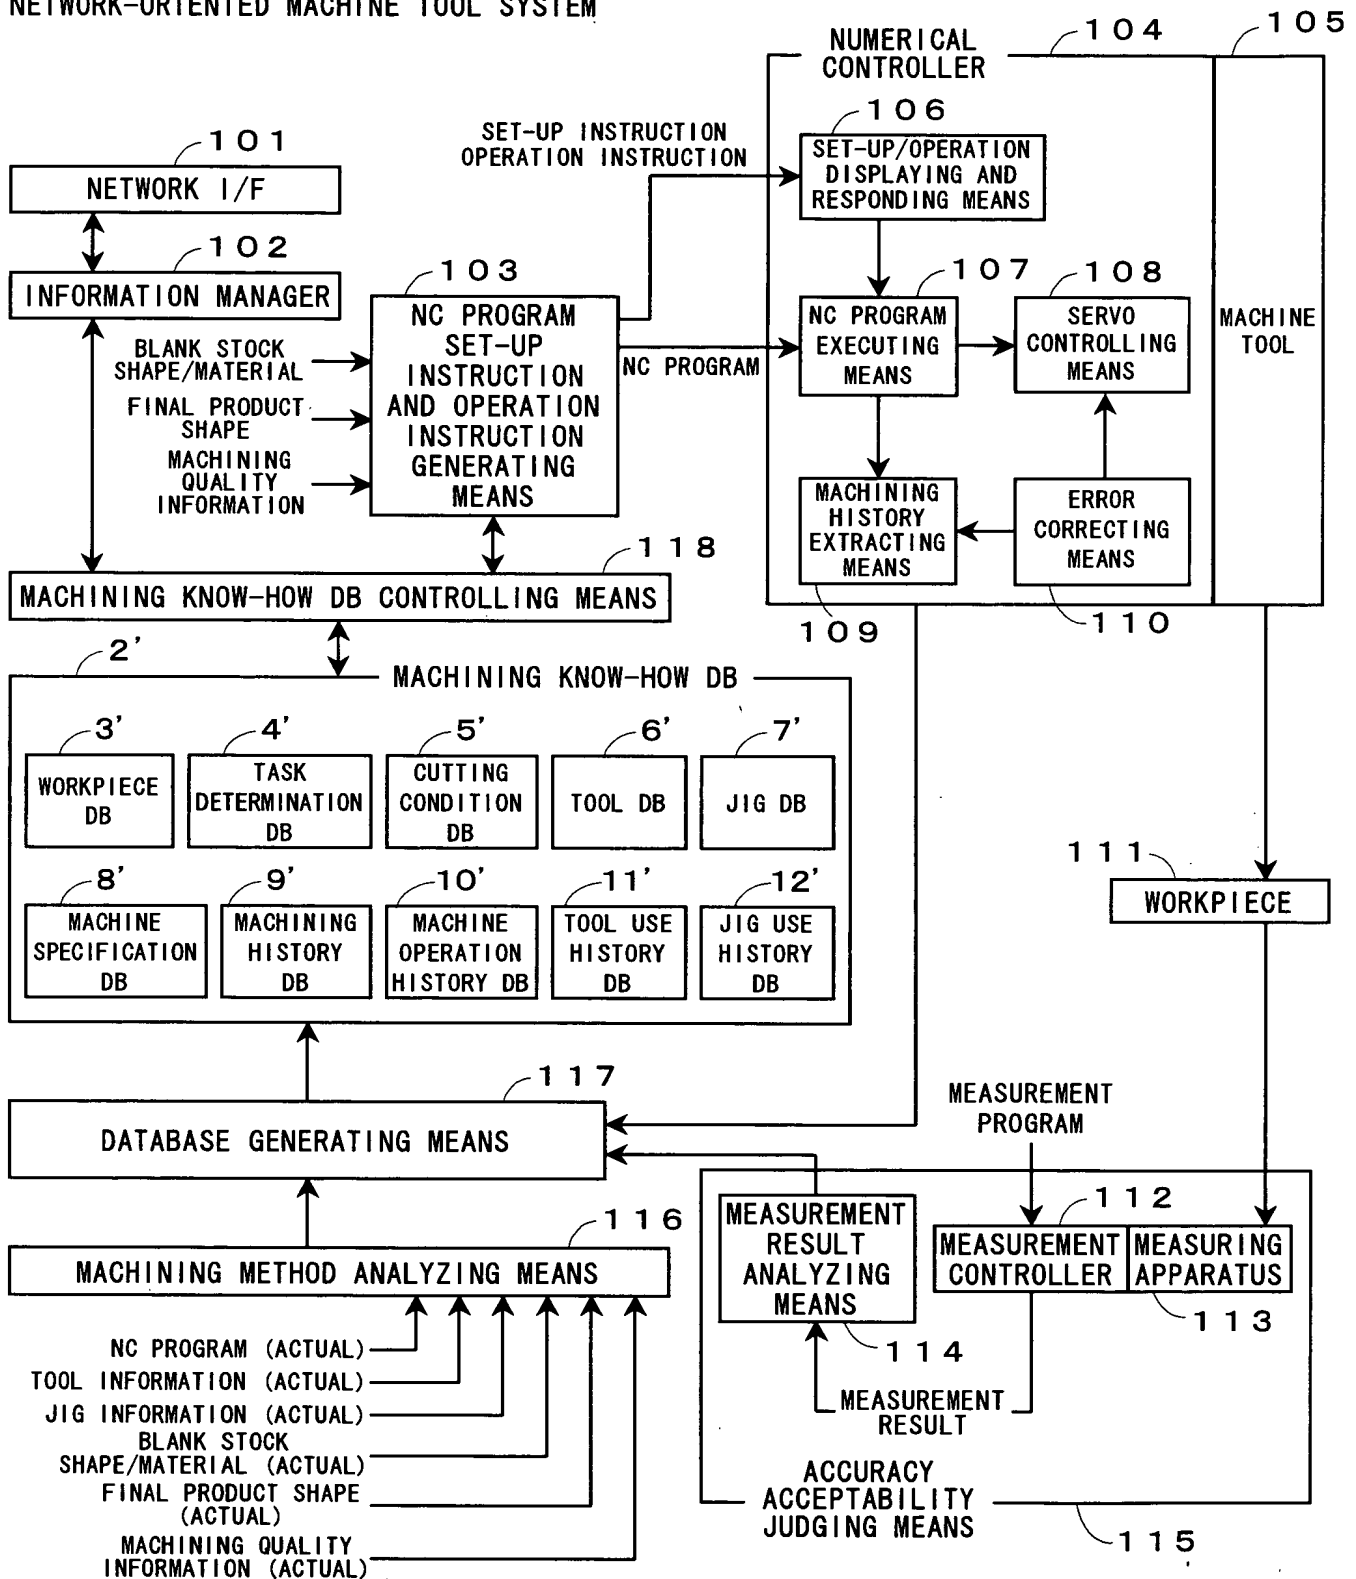 NETWORK-ORIENTED MACHINE TOOL SYSTEM
101
NETWORK I/F
102
INFORMATION MANAGER
BLANK STOCK
SHAPE/MATERIAL
FINAL PRODUCT
SHAPE
MACHINING
QUALITY
INFORMATION
103
NC PROGRAM
SET-UP
INSTRUCTION
AND OPERATION
INSTRUCTION
GENERATING
MEANS
SET-UP INSTRUCTION
OPERATION INSTRUCTION
NC PROGRAM
NUMERICAL
CONTROLLER
104
105
106
SET-UP/OPERATION
DISPLAYING AND
RESPONDING MEANS
107
NC PROGRAM
EXECUTING
MEANS
108
SERVO
CONTROLLING
MEANS
MACHINE
TOOL
MACHINING
HISTORY
EXTRACTING
MEANS
109
ERROR
CORRECTING
MEANS
110
118
MACHINING KNOW-HOW DB CONTROLLING MEANS
2'
MACHINING KNOW-HOW DB
3'
WORKPIECE
DB
4'
TASK
DETERMINATION
DB
5'
CUTTING
CONDITION
DB
6'
TOOL DB
7'
JIG DB
8'
MACHINE
SPECIFICATION
DB
9'
MACHINING
HISTORY
DB
10'
MACHINE
OPERATION
HISTORY DB
11'
TOOL USE
HISTORY
DB
12'
JIG USE
HISTORY
DB
111
WORKPIECE
117
DATABASE GENERATING MEANS
116
MACHINING METHOD ANALYZING MEANS
NC PROGRAM (ACTUAL)
TOOL INFORMATION (ACTUAL)
JIG INFORMATION (ACTUAL)
BLANK STOCK
SHAPE/MATERIAL (ACTUAL)
FINAL PRODUCT SHAPE
(ACTUAL)
MACHINING QUALITY
INFORMATION (ACTUAL)
MEASUREMENT
PROGRAM
MEASUREMENT
RESULT
ANALYZING
MEANS
114
112
MEASUREMENT
CONTROLLER
MEASURING
APPARATUS
113
MEASUREMENT
RESULT
ACCURACY
ACCEPTABILITY
JUDGING MEANS
115